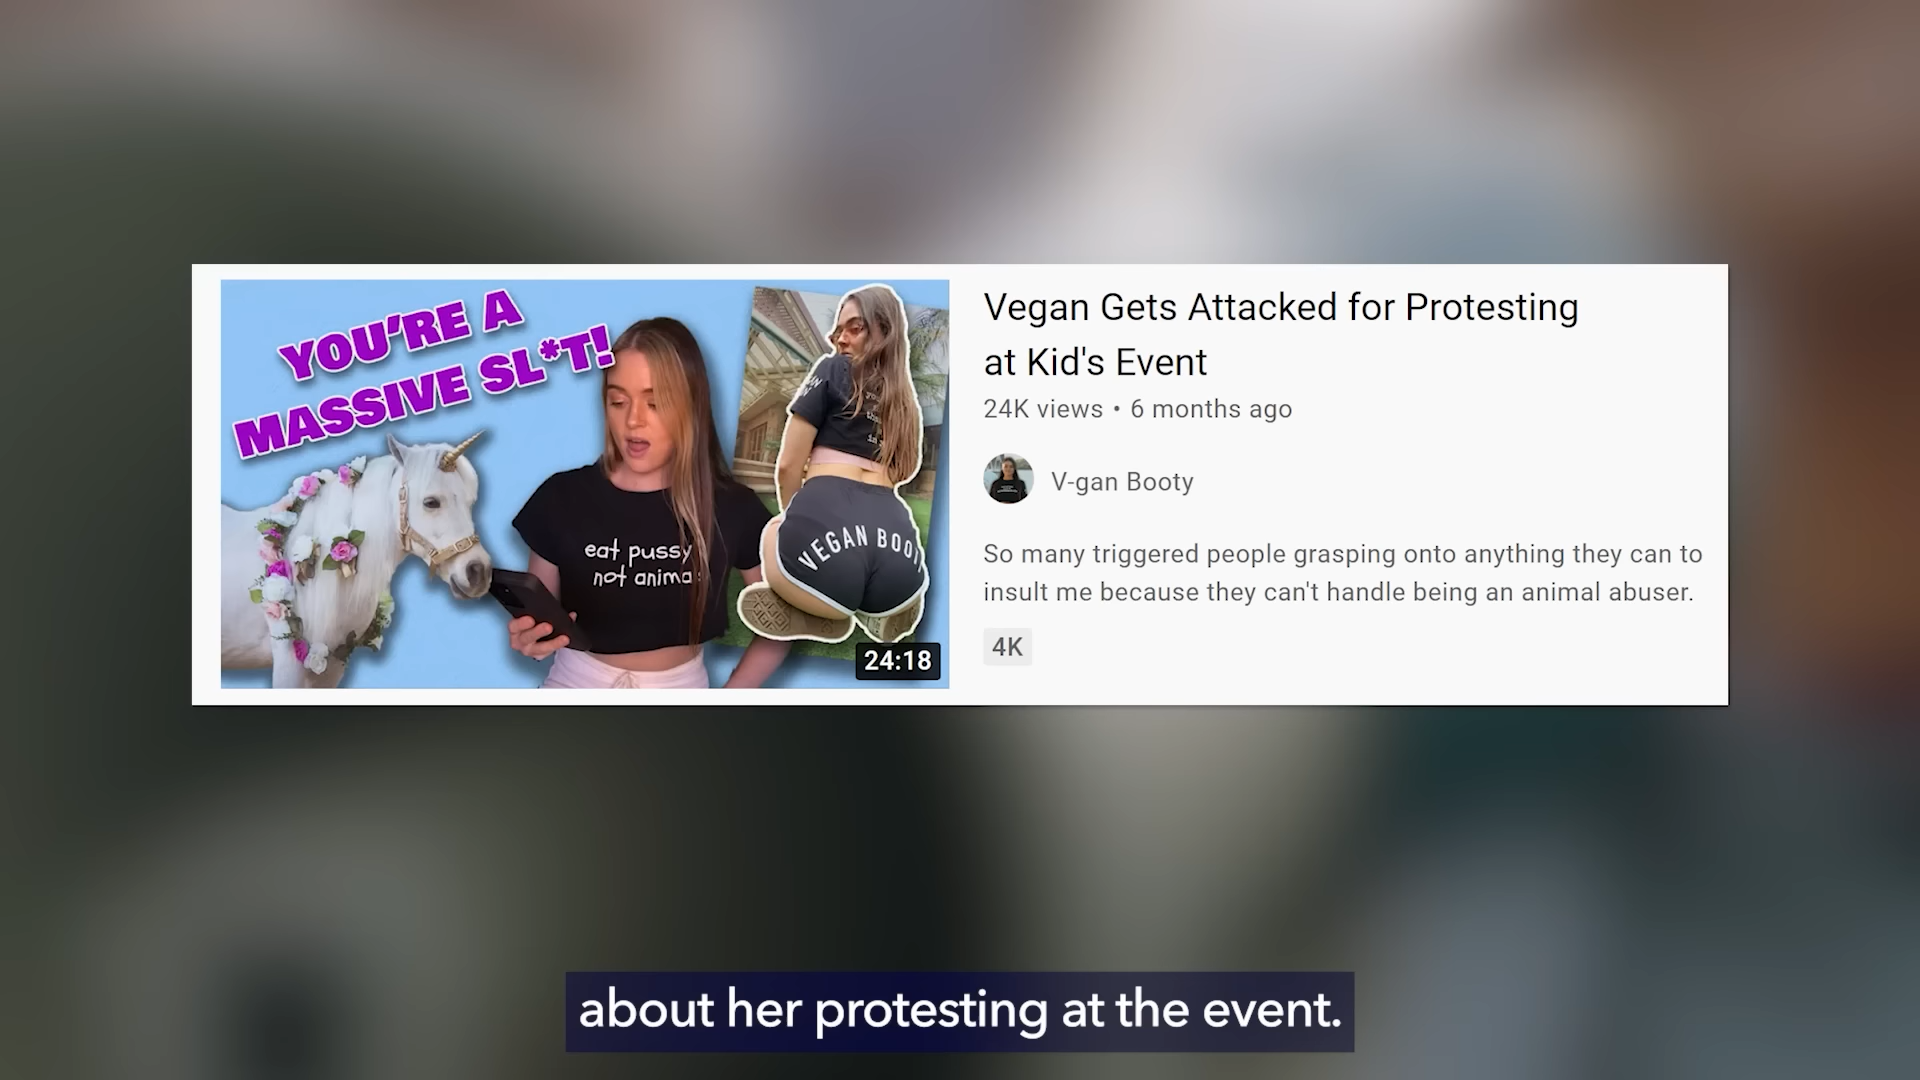 YOU'RE A
MASSIVE SL*T!
eat pussy
not anima
VEGAN BOO
24:18
Vegan Gets Attacked for Protesting
at Kid's Event
24K views • 6 months ago
V-gan Booty
So many triggered people grasping onto anything they can to
insult me because they can't handle being an animal abuser.
4K
about her protesting at the event.